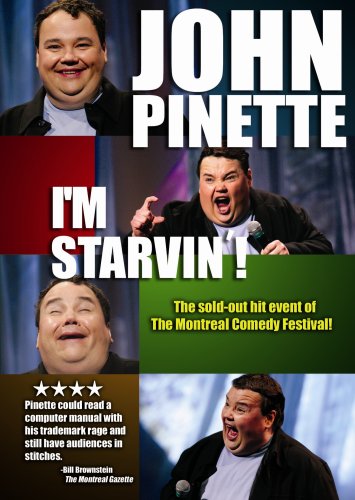 JOHN
PINETTE
I'M
STARVIN'!
The sold-out hit event of
The Montreal Comedy Festival!
★★★★
Pinette could read a
computer manual with
his trademark rage and
still have audiences in
stitches.
-Bill Brownstein
The Montreal Gazette